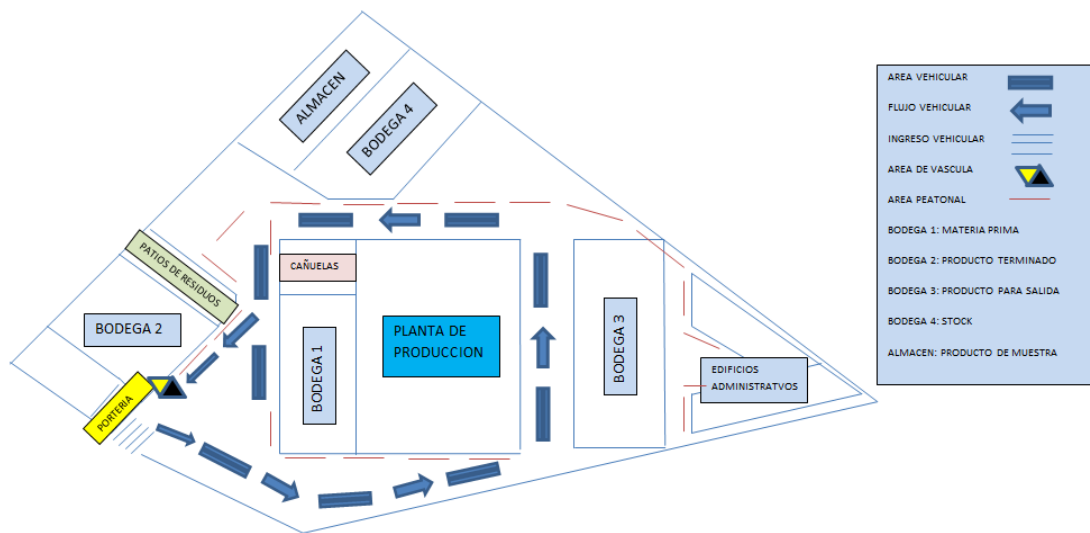 ALMACEN
BODEGA 4
PATIOS DE RESIDUOS
CAÑUELAS
BODEGA 2
BODEGA 1
PLANTA DE
PRODUCCION
BODEGA 3
EDIFICIOS
ADMINISTRATVOS
PORTERIA
AREA VEHICULAR
FLUJO VEHICULAR
INGRESO VEHICULAR
AREA DE VASCULA
AREA PEATONAL
BODEGA 1: MATERIA PRIMA
BODEGA 2: PRODUCTO TERMINADO
BODEGA 3: PRODUCTO PARA SALIDA
BODEGA 4: STOCK
ALMACEN: PRODUCTO DE MUESTRA